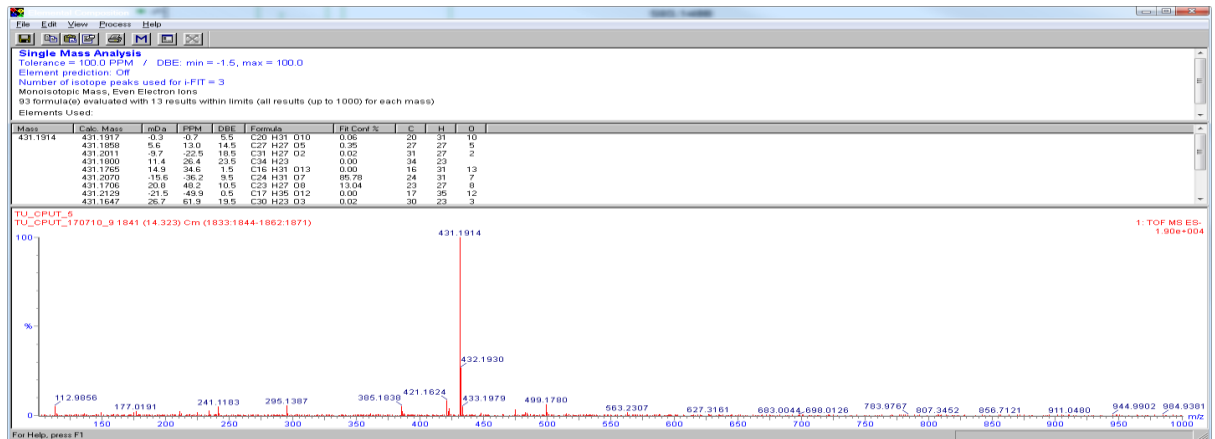 File Edit View Process Help
M
Single Mass Analysis
Tolerance = 100.0 PPM / DBE: min = -1.5, max = 100.0
Element prediction: Off
Number of isotope peaks used for i-FIT = 3
Monoisotopic Mass, Even Electron Ions
93 formula(e) evaluated with 13 results within limits (all results (up to 1000) for each mass)
Elements Used:
Mass Calc. Mass mDa PPM DBE Formula Fit Conf % C H O
431.1914 431.1917 -0.3 -0.7 5.5 C20 H31 O10 0.06 20 31 10
431.1858 5.6 13.0 14.5 C27 H27 O5 0.35 27 27 5
431.2011 -9.7 -22.5 18.5 C31 H27 O2 0.02 31 27 2
431.1800 11.4 26.4 23.5 C34 H23 0.00 34 23
431.1765 14.9 34.6 1.5 C16 H31 O13 0.00 16 31 13
431.2070 -15.6 -36.2 9.5 C24 H31 O7 85.78 24 31 7
431.1706 20.8 48.2 10.5 C23 H27 O8 13.04 23 27 8
431.2129 -21.5 -49.9 0.5 C17 H35 O12 0.00 17 35 12
431.1647 26.7 61.9 19.5 C30 H23 O3 0.02 30 23 3
TU_CPUT_5
TU_CPUT_170710_9 1841 (14.323) Cm (1833:1844-1862:1871)
1: TOF MS ES-
1.90e+004
100
431.1914
%
432.1930
112.9856 177.0191 241.1183 295.1387 385.1838 421.1624 433.1979 499.1780 563.2307 627.3161 683.0044 698.0126 783.9767 807.3452 856.7121 911.0480 944.9902 984.9381
0
m/z
150 200 250 300 350 400 450 500 550 600 650 700 750 800 850 900 950 1000
For Help, press F1